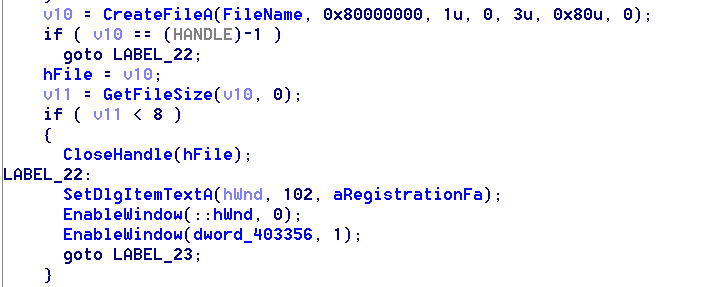 v10 = CreateFileA(FileName, 0x80000000, 1u, 0, 3u, 0x80u, 0);
if ( v10 == (HANDLE)-1 )
goto LABEL_22;
hFile = v10;
v11 = GetFileSize(v10, 0);
if ( v11 < 8 )
{
CloseHandle(hFile);
LABEL_22:
SetDlgItemTextA(hWnd, 102, aRegistrationFa);
EnableWindow(::hWnd, 0);
EnableWindow(dword_403356, 1);
goto LABEL_23;
}